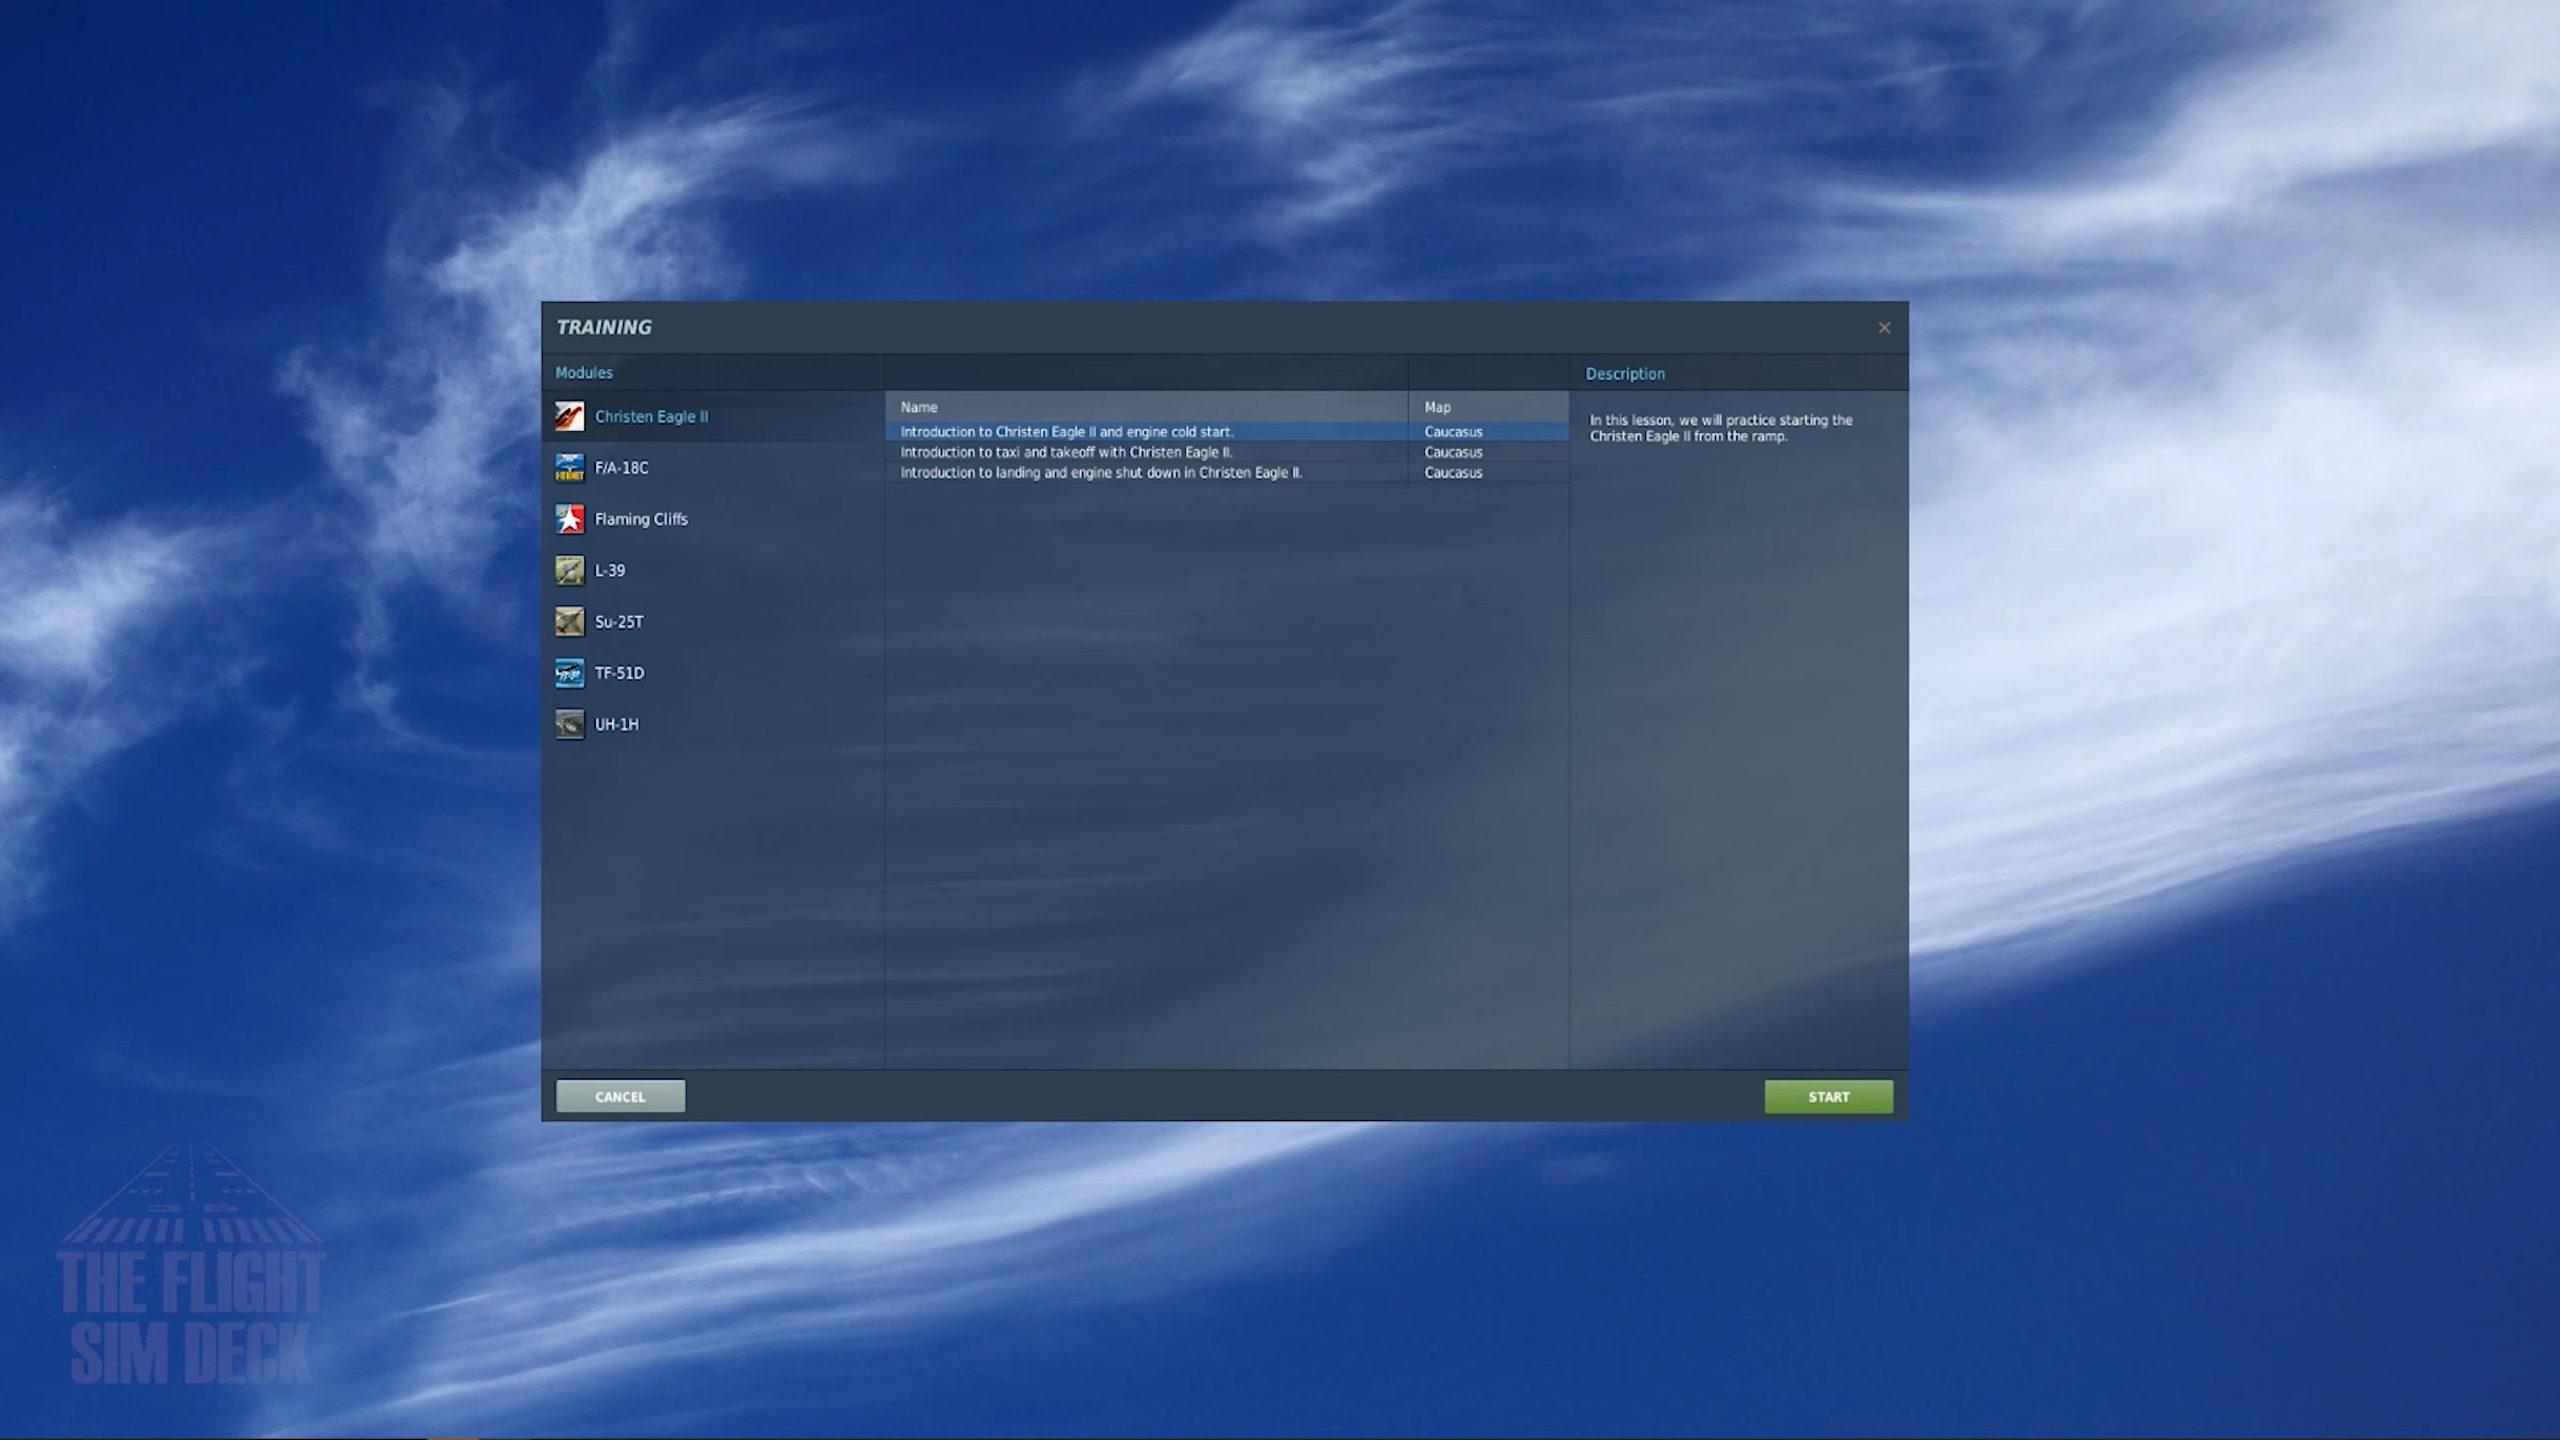 TRAINING
Modules
Description
Christen Eagle II
F/A-18C
Flaming Cliffs
L-39
Su-25T
TF-51D
UH-1H
Name
Map
Introduction to Christen Eagle II and engine cold start.
Caucasus
Introduction to taxi and takeoff with Christen Eagle II.
Caucasus
Introduction to landing and engine shut down in Christen Eagle II.
Caucasus
In this lesson, we will practice starting the
Christen Eagle II from the ramp.
CANCEL
START
THE FLIGHT
SIM DECK